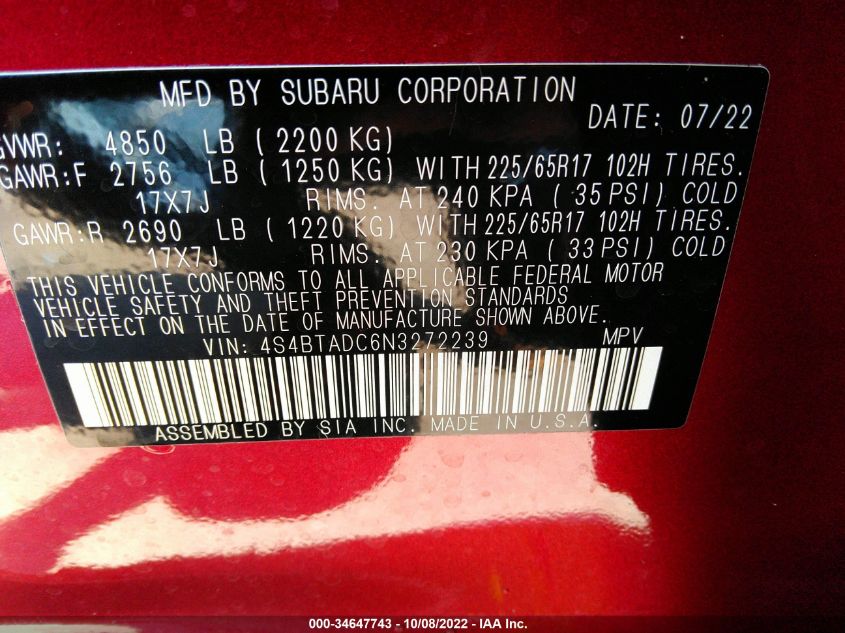 MFD BY SUBARU CORPORATION
DATE: 07/22
GVWR: 4850 LB ( 2200 KG)
GAWR:F 2756 LB ( 1250 KG) WITH 225/65R17 102H TIRES.
17X7J RIMS. AT 240 KPA ( 35 PSI) COLD
GAWR:R 2690 LB ( 1220 KG) WITH 225/65R17 102H TIRES.
17X7J RIMS. AT 230 KPA ( 33 PSI) COLD
THIS VEHICLE CONFORMS TO ALL APPLICABLE FEDERAL MOTOR
VEHICLE SAFETY AND THEFT PREVENTION STANDARDS
IN EFFECT ON THE DATE OF MANUFACTURE SHOWN ABOVE.
VIN: 4S4BTADC6N3272239 MPV
ASSEMBLED BY SIA INC. MADE IN U.S.A.
000-34647743 - 10/08/2022 - IAA Inc.